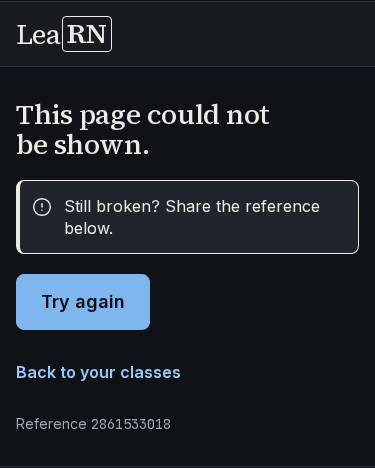 LeaRN
This page could not
be shown.
Still broken? Share the reference
below.
Try again
Back to your classes
Reference 2861533018